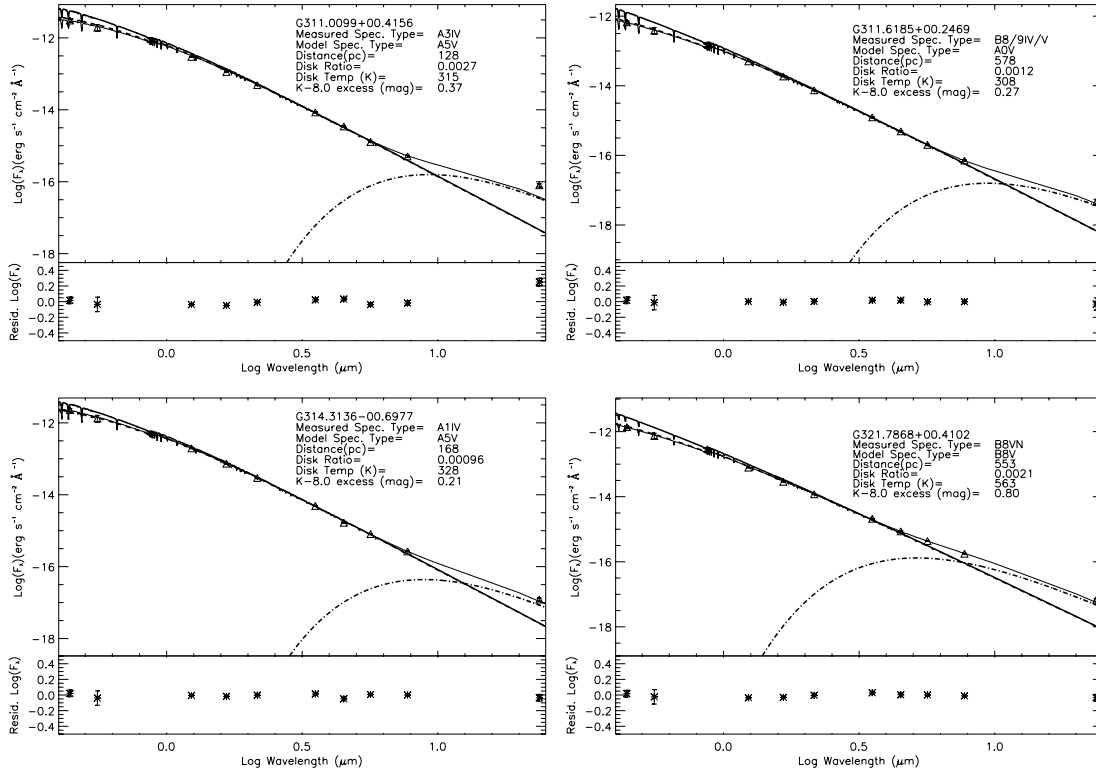 G311.0099+00.4156
Measured Spec. Type= A3IV
Model Spec. Type= A5V
Distance(pc)= 128
Disk Ratio= 0.0027
Disk Temp (K)= 315
K-8.0 excess (mag)= 0.37
Log(Fλ)(erg s⁻¹ cm⁻² Å⁻¹)
-12
-14
-16
-18
Resid. Log(Fλ)
0.4
0.2
0.0
-0.2
-0.4
0.0 0.5 1.0
Log Wavelength (μm)
G311.6185+00.2469
Measured Spec. Type= B8/9IV/V
Model Spec. Type= A0V
Distance(pc)= 578
Disk Ratio= 0.0012
Disk Temp (K)= 308
K-8.0 excess (mag)= 0.27
Log(Fλ)(erg s⁻¹ cm⁻² Å⁻¹)
-12
-14
-16
-18
Resid. Log(Fλ)
0.4
0.2
0.0
-0.2
-0.4
0.0 0.5 1.0
Log Wavelength (μm)
G314.3136-00.6977
Measured Spec. Type= A1IV
Model Spec. Type= A5V
Distance(pc)= 168
Disk Ratio= 0.00096
Disk Temp (K)= 328
K-8.0 excess (mag)= 0.21
Log(Fλ)(erg s⁻¹ cm⁻² Å⁻¹)
-12
-14
-16
-18
Resid. Log(Fλ)
0.4
0.2
0.0
-0.2
-0.4
0.0 0.5 1.0
Log Wavelength (μm)
G321.7868+00.4102
Measured Spec. Type= B8VN
Model Spec. Type= B8V
Distance(pc)= 553
Disk Ratio= 0.0021
Disk Temp (K)= 563
K-8.0 excess (mag)= 0.80
Log(Fλ)(erg s⁻¹ cm⁻² Å⁻¹)
-12
-14
-16
-18
Resid. Log(Fλ)
0.4
0.2
0.0
-0.2
-0.4
0.0 0.5 1.0
Log Wavelength (μm)